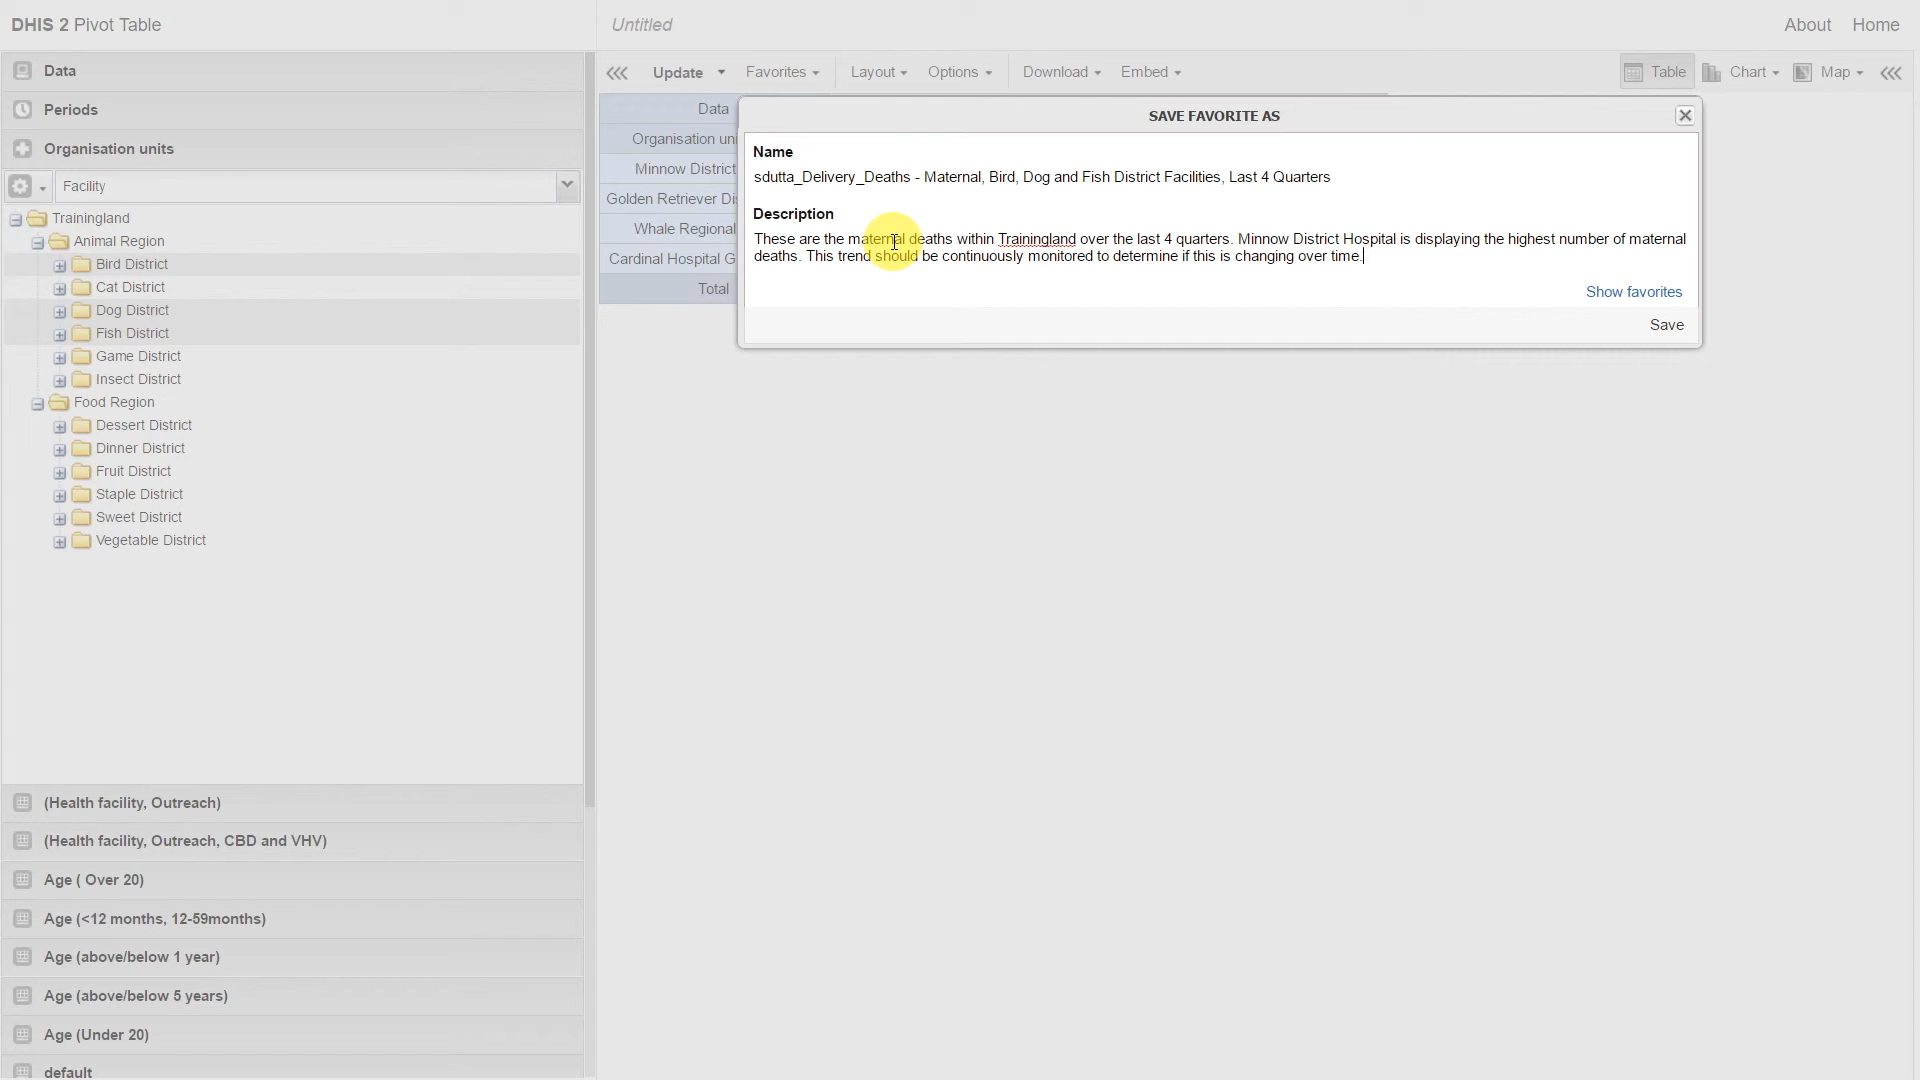 DHIS 2 Pivot Table
Untitled
About
Home
Data
Periods
Organisation units
Facility
Trainingland
Animal Region
Bird District
Cat District
Dog District
Fish District
Game District
Insect District
Food Region
Dessert District
Dinner District
Fruit District
Staple District
Sweet District
Vegetable District
(Health facility, Outreach)
(Health facility, Outreach, CBD and VHV)
Age ( Over 20)
Age (<12 months, 12-59months)
Age (above/below 1 year)
Age (above/below 5 years)
Age (Under 20)
default
Update
Favorites
Layout
Options
Download
Embed
Table
Chart
Map
Data
Organisation
Minnow District
Golden Retriever
Whale Regional
Cardinal Hospital
Total
SAVE FAVORITE AS
Name
sdutta_Delivery_Deaths - Maternal, Bird, Dog and Fish District Facilities, Last 4 Quarters
Description
These are the maternal deaths within Trainingland over the last 4 quarters. Minnow District Hospital is displaying the highest number of maternal
deaths. This trend should be continuously monitored to determine if this is changing over time.
Show favorites
Save